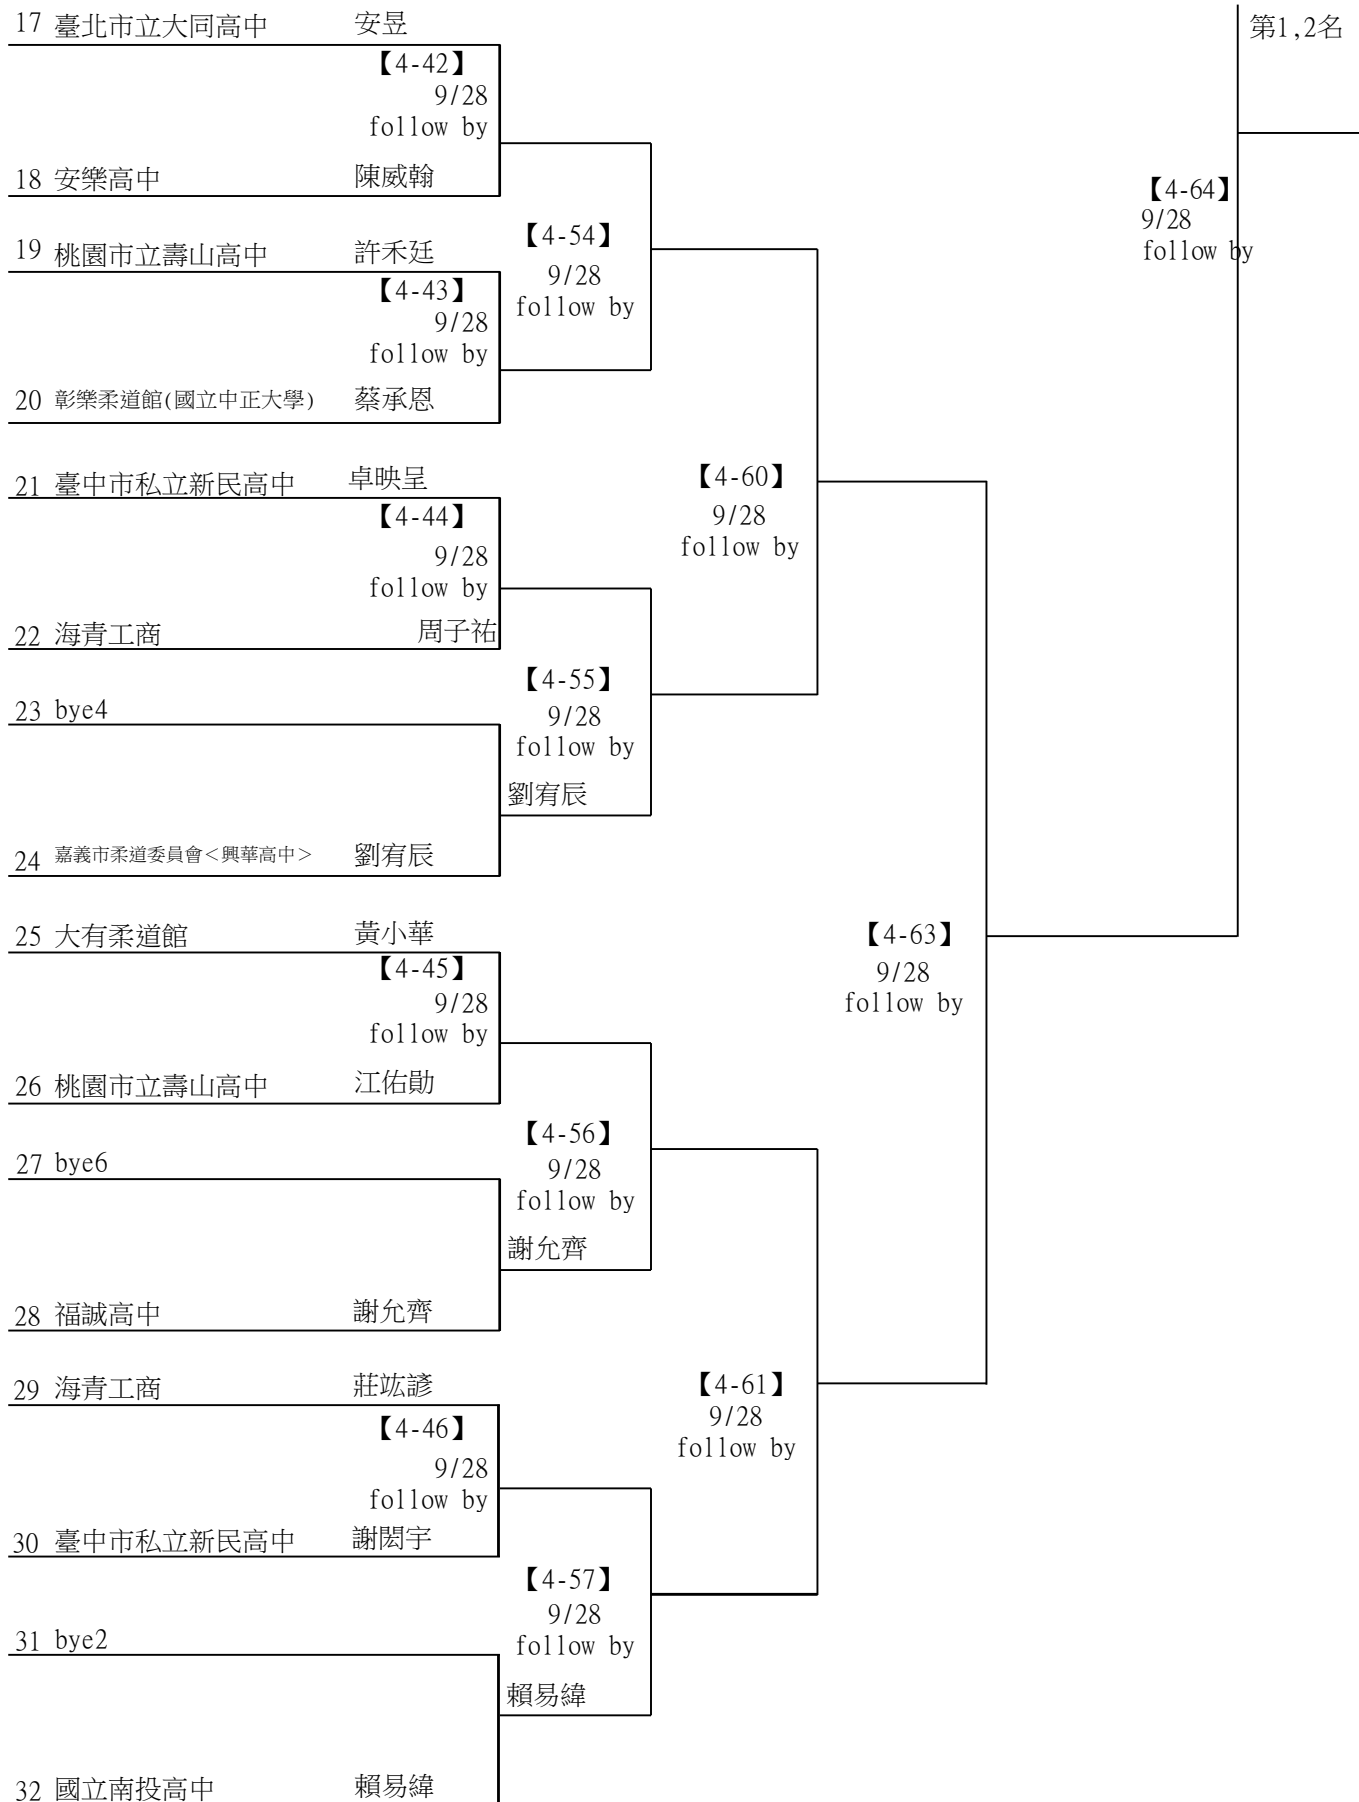 17 臺北市立大同高中 安昱
第1,2名
【4-42】
9/28
follow by
18 安樂高中 陳威翰
【4-64】
9/28
follow by
19 桃園市立壽山高中 許禾廷
【4-54】
9/28
follow by
【4-43】
9/28
follow by
20 彰樂柔道館(國立中正大學) 蔡承恩
21 臺中市私立新民高中 卓映呈
【4-60】
9/28
follow by
【4-44】
9/28
follow by
22 海青工商 周子祐
23 bye4
【4-55】
9/28
follow by
劉宥辰
24 嘉義市柔道委員會＜興華高中＞ 劉宥辰
25 大有柔道館 黃小華
【4-63】
9/28
follow by
【4-45】
9/28
follow by
26 桃園市立壽山高中 江佑勛
27 bye6
【4-56】
9/28
follow by
謝允齊
28 福誠高中 謝允齊
29 海青工商 莊竑諺
【4-61】
9/28
follow by
【4-46】
9/28
follow by
30 臺中市私立新民高中 謝閎宇
【4-57】
9/28
follow by
31 bye2
賴易緯
32 國立南投高中 賴易緯